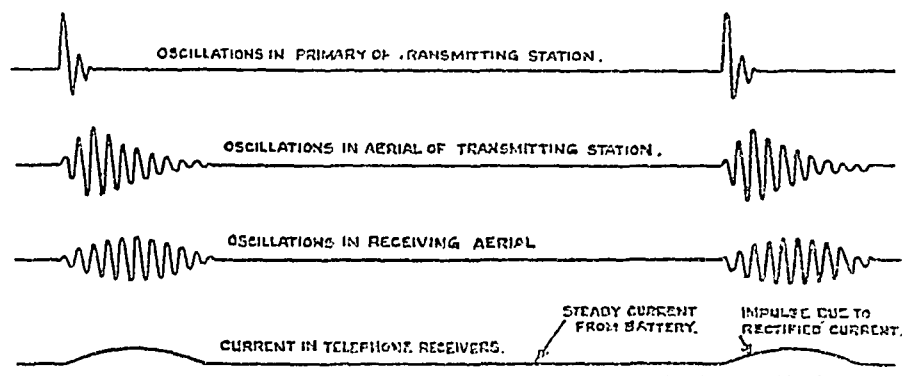 OSCILLATIONS IN PRIMARY OF TRANSMITTING STATION.
OSCILLATIONS IN AERIAL OF TRANSMITTING STATION.
OSCILLATIONS IN RECEIVING AERIAL
STEADY CURRENT
FROM BATTERY.
IMPULSE DUE TO
RECTIFIED CURRENT.
CURRENT IN TELEPHONE RECEIVERS.